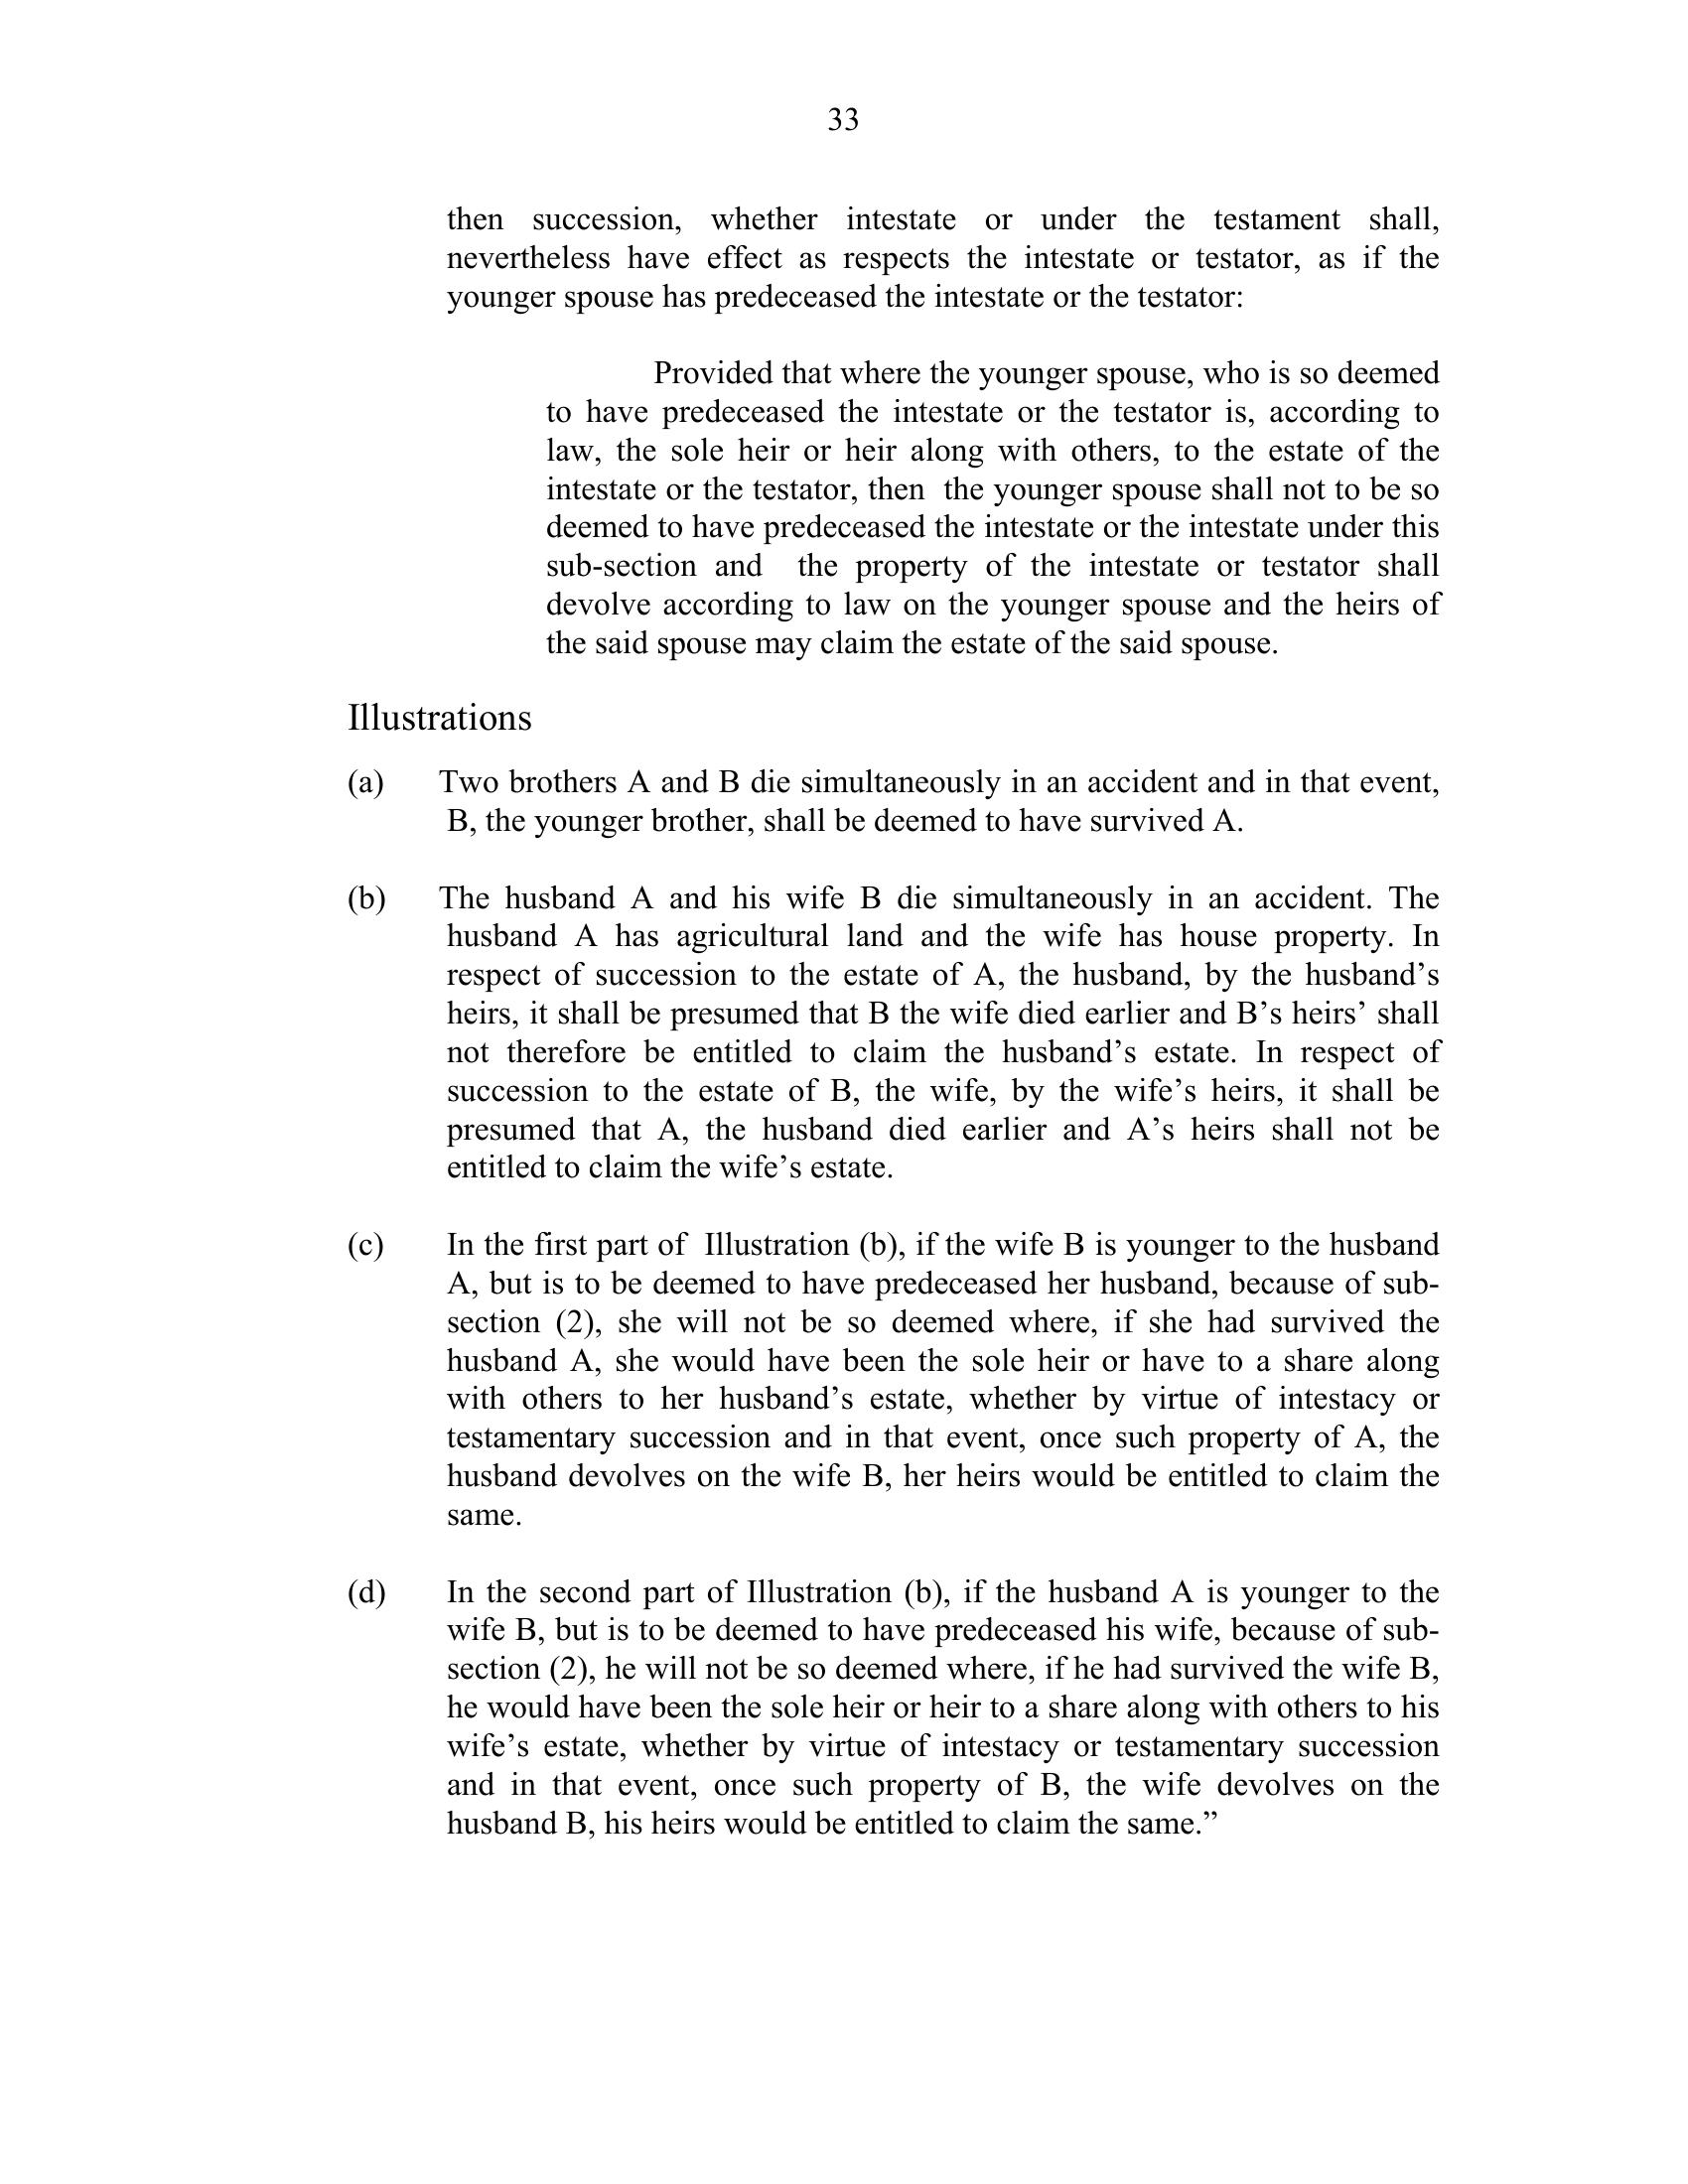 33
then succession, whether intestate or under the testament shall,
nevertheless have effect as respects the intestate or testator, as if the
younger spouse has predeceased the intestate or the testator:
Provided that where the younger spouse, who is so deemed
to have predeceased the intestate or the testator is, according to
law, the sole heir or heir along with others, to the estate of the
intestate or the testator, then the younger spouse shall not to be so
deemed to have predeceased the intestate or the intestate under this
sub-section and the property of the intestate or testator shall
devolve according to law on the younger spouse and the heirs of
the said spouse may claim the estate of the said spouse.
Illustrations
(a) Two brothers A and B die simultaneously in an accident and in that event,
B, the younger brother, shall be deemed to have survived A.
(b) The husband A and his wife B die simultaneously in an accident. The
husband A has agricultural land and the wife has house property. In
respect of succession to the estate of A, the husband, by the husband’s
heirs, it shall be presumed that B the wife died earlier and B’s heirs’ shall
not therefore be entitled to claim the husband’s estate. In respect of
succession to the estate of B, the wife, by the wife’s heirs, it shall be
presumed that A, the husband died earlier and A’s heirs shall not be
entitled to claim the wife’s estate.
(c) In the first part of Illustration (b), if the wife B is younger to the husband
A, but is to be deemed to have predeceased her husband, because of sub-
section (2), she will not be so deemed where, if she had survived the
husband A, she would have been the sole heir or have to a share along
with others to her husband’s estate, whether by virtue of intestacy or
testamentary succession and in that event, once such property of A, the
husband devolves on the wife B, her heirs would be entitled to claim the
same.
(d) In the second part of Illustration (b), if the husband A is younger to the
wife B, but is to be deemed to have predeceased his wife, because of sub-
section (2), he will not be so deemed where, if he had survived the wife B,
he would have been the sole heir or heir to a share along with others to his
wife’s estate, whether by virtue of intestacy or testamentary succession
and in that event, once such property of B, the wife devolves on the
husband B, his heirs would be entitled to claim the same.”